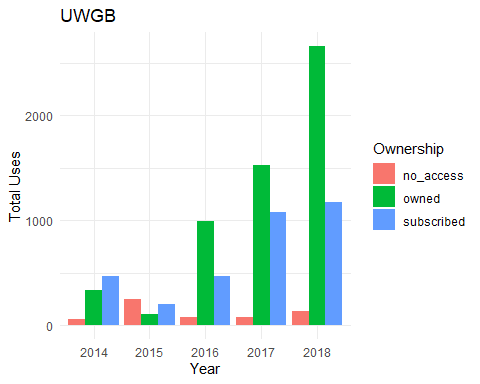 UWGB
Total Uses
2000
1000
0
2014 2015 2016 2017 2018
Year
Ownership
no_access
owned
subscribed